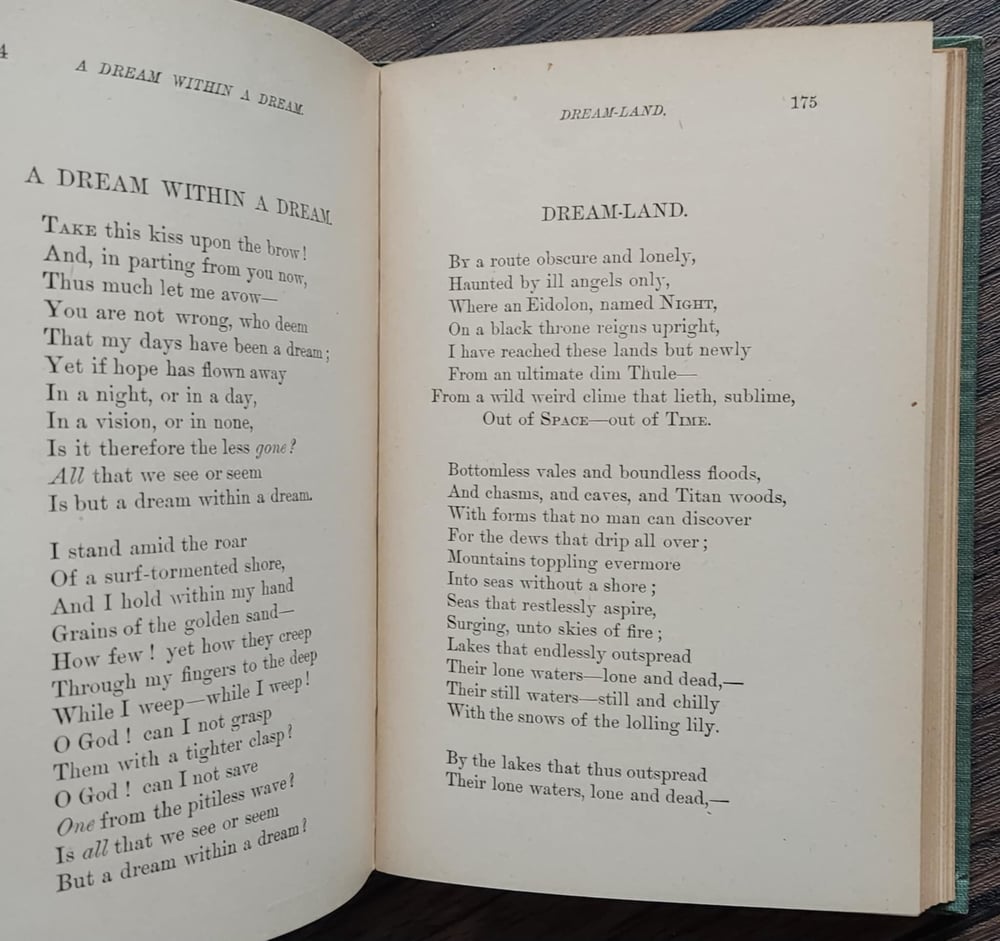 4
A DREAM WITHIN A DREAM.
A DREAM WITHIN A DREAM.
TAKE this kiss upon the brow!
And, in parting from you now,
Thus much let me avow—
You are not wrong, who deem
That my days have been a dream;
Yet if hope has flown away
In a night, or in a day,
In a vision, or in none,
Is it therefore the less gone?
All that we see or seem
Is but a dream within a dream.
I stand amid the roar
Of a surf-tormented shore,
And I hold within my hand
Grains of the golden sand—
How few! yet how they creep
Through my fingers to the deep
While I weep—while I weep!
O God! can I not grasp
Them with a tighter clasp?
O God! can I not save
One from the pitiless wave?
Is all that we see or seem
But a dream within a dream?
DREAM-LAND. 175
DREAM-LAND.
BY a route obscure and lonely,
Haunted by ill angels only,
Where an Eidolon, named NIGHT,
On a black throne reigns upright,
I have reached these lands but newly
From an ultimate dim Thule—
From a wild weird clime that lieth, sublime,
Out of SPACE—out of TIME.
Bottomless vales and boundless floods,
And chasms, and caves, and Titan woods,
With forms that no man can discover
For the dews that drip all over;
Mountains toppling evermore
Into seas without a shore;
Seas that restlessly aspire,
Surging, unto skies of fire;
Lakes that endlessly outspread
Their lone waters—lone and dead,—
Their still waters—still and chilly
With the snows of the lolling lily.
By the lakes that thus outspread
Their lone waters, lone and dead,—